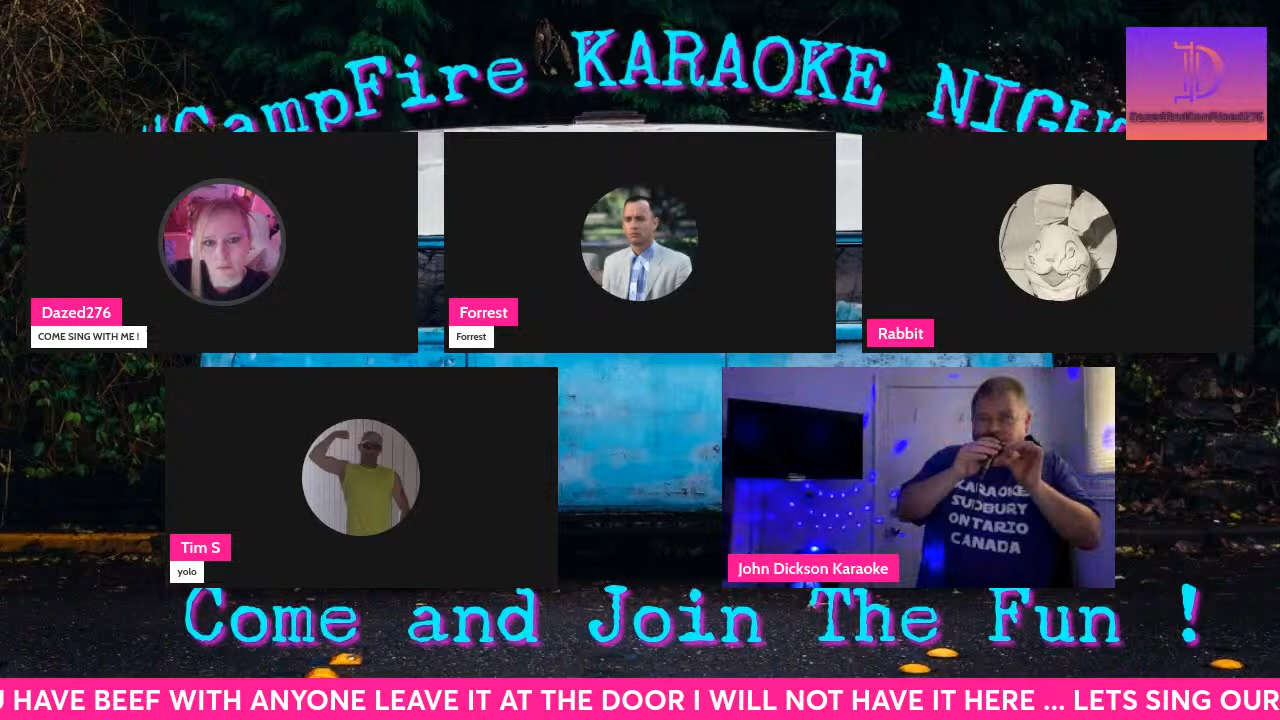 #CampFire KARAOKE NIGH
DazedAndConfused276
Dazed276
COME SING WITH ME !
Forrest
Forrest
Rabbit
Tim S
yolo
KARAOKE
SUDBURY
ONTARIO
CANADA
John Dickson Karaoke
Come and Join The Fun !
U HAVE BEEF WITH ANYONE LEAVE IT AT THE DOOR I WILL NOT HAVE IT HERE ... LETS SING OUR